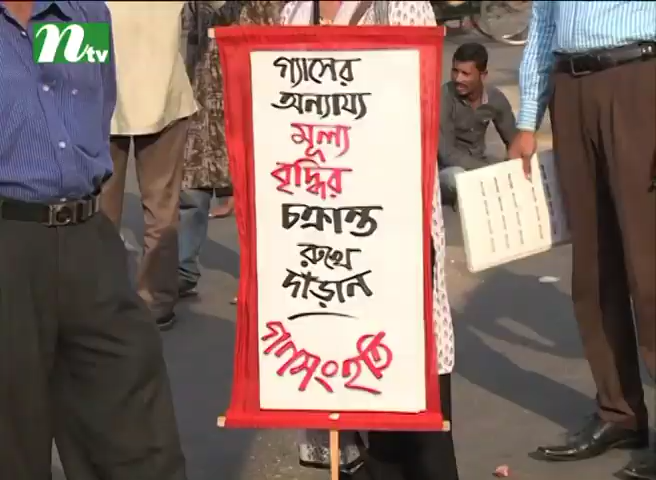 ntv
গ্যাসের
অন্যায্য
মূল্য
বৃদ্ধির
চক্রান্ত
রুখে
দাঁড়ান
গণসংহতি